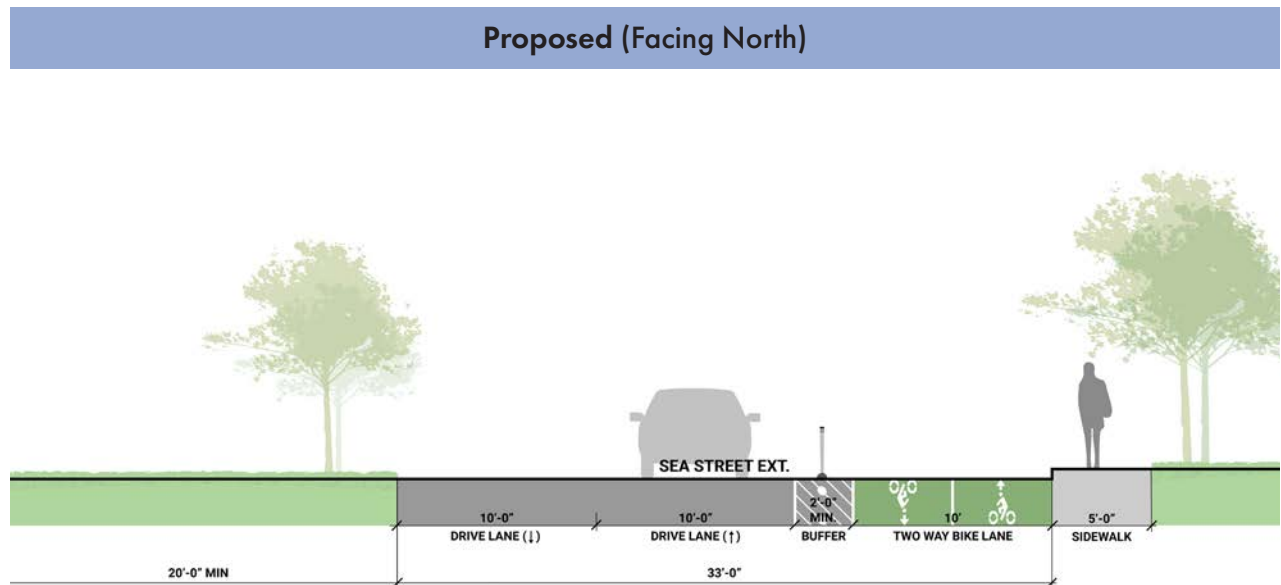 Proposed (Facing North)
SEA STREET EXT.
10'-0"
DRIVE LANE (↓)
10'-0"
DRIVE LANE (↑)
2'-0"
MIN.
BUFFER
10'
TWO WAY BIKE LANE
5'-0"
SIDEWALK
20'-0" MIN
33'-0"